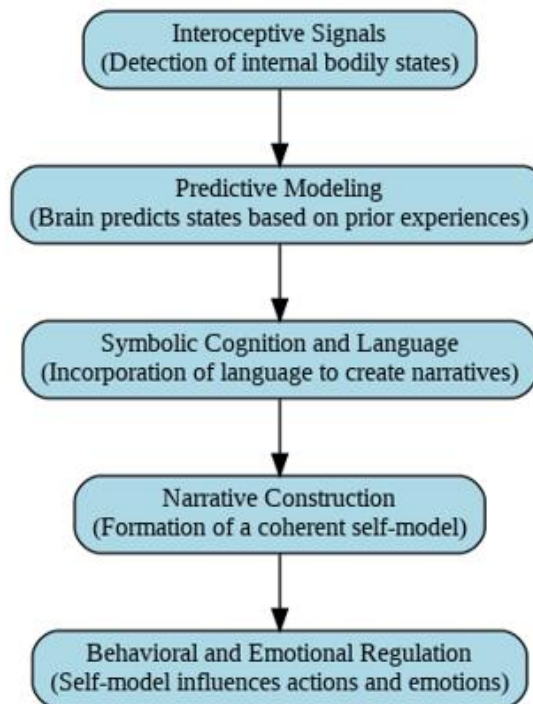 Interoceptive Signals
(Detection of internal bodily states)
Predictive Modeling
(Brain predicts states based on prior experiences)
Symbolic Cognition and Language
(Incorporation of language to create narratives)
Narrative Construction
(Formation of a coherent self-model)
Behavioral and Emotional Regulation
(Self-model influences actions and emotions)